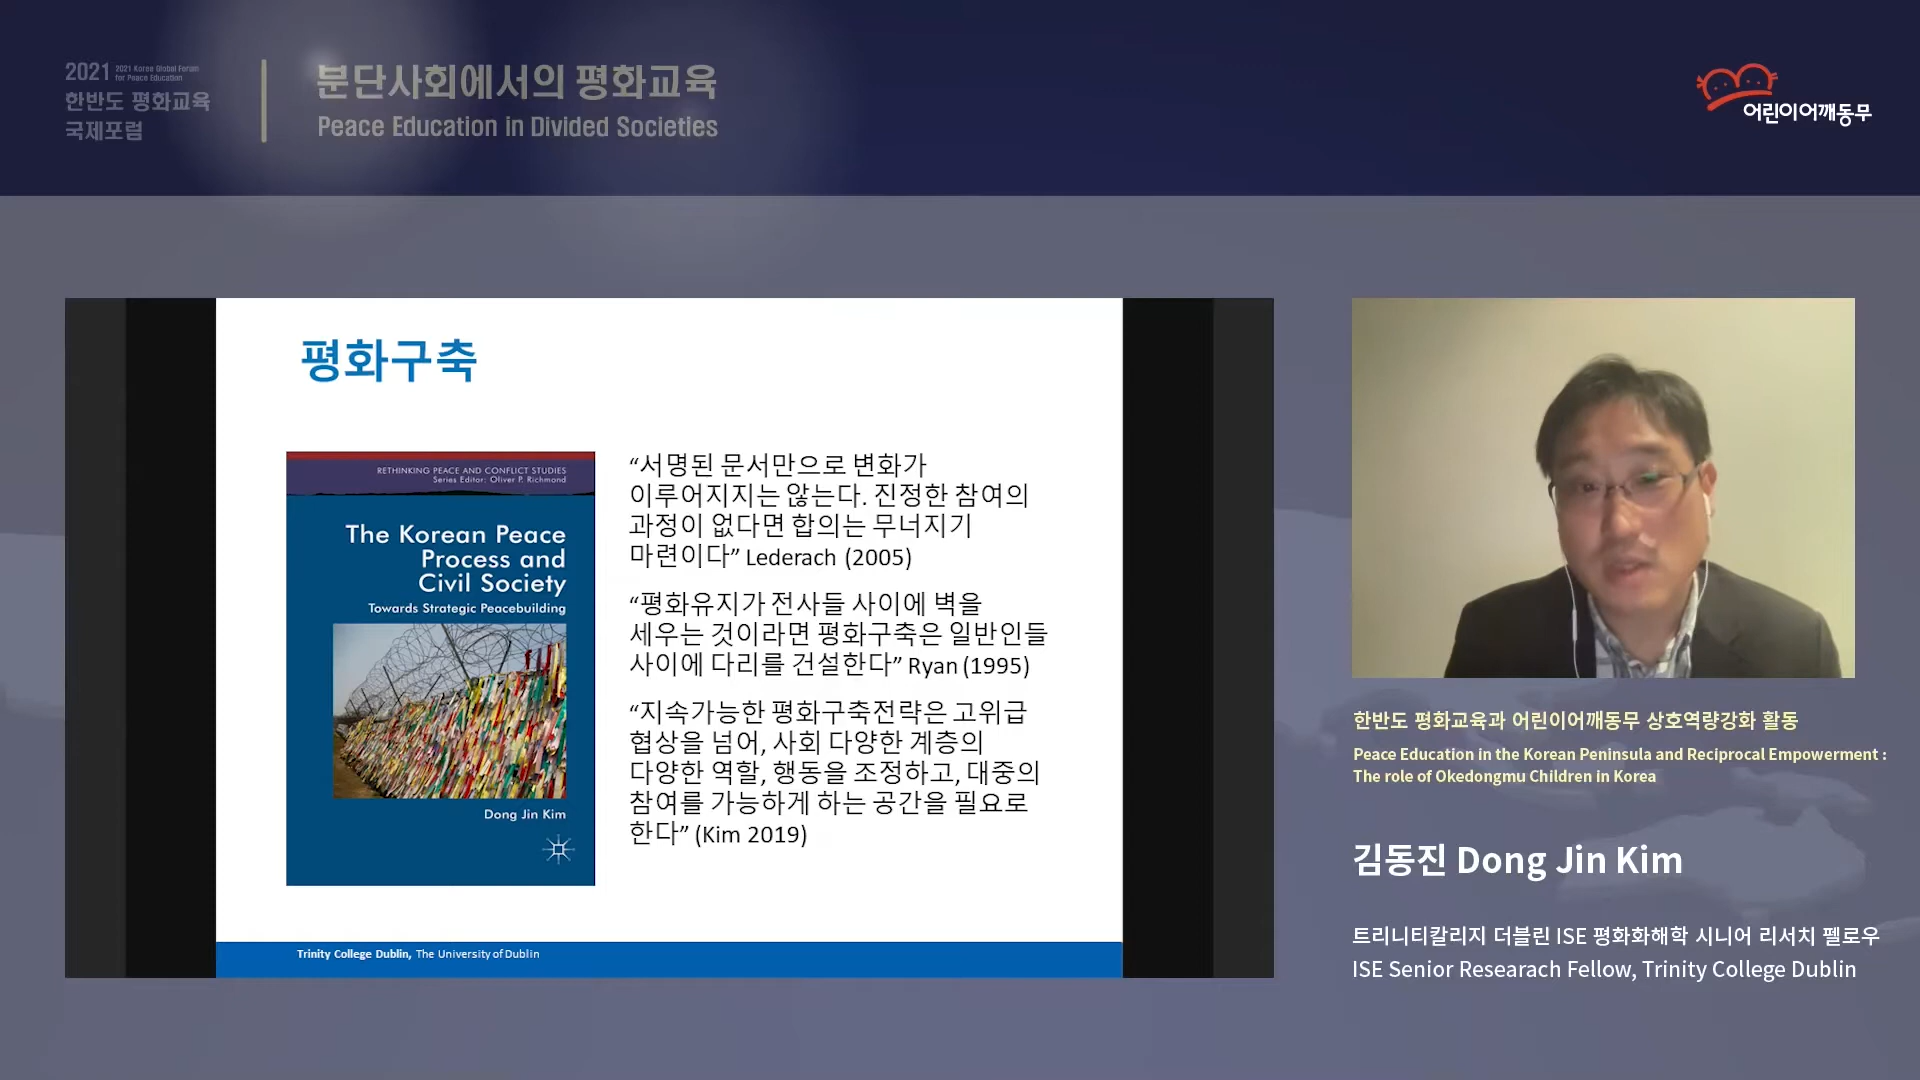 2021 2021 Korea Global Forum
for Peace Education
한반도 평화교육
국제포럼
분단사회에서의 평화교육
Peace Education in Divided Societies
어린이어깨동무
평화구축
RETHINKING PEACE AND CONFLICT STUDIES
Series Editor: Oliver P. Richmond
The Korean Peace
Process and
Civil Society
Towards Strategic Peacebuilding
Dong Jin Kim
“서명된 문서만으로 변화가
이루어지지는 않는다. 진정한 참여의
과정이 없다면 합의는 무너지기
마련이다” Lederach (2005)
“평화유지가 전사들 사이에 벽을
세우는 것이라면 평화구축은 일반인들
사이에 다리를 건설한다” Ryan (1995)
“지속가능한 평화구축전략은 고위급
협상을 넘어, 사회 다양한 계층의
다양한 역할, 행동을 조정하고, 대중의
참여를 가능하게 하는 공간을 필요로
한다” (Kim 2019)
Trinity College Dublin, The University of Dublin
한반도 평화교육과 어린이어깨동무 상호역량강화 활동
Peace Education in the Korean Peninsula and Reciprocal Empowerment :
The role of Okedongmu Children in Korea
김동진 Dong Jin Kim
트리니티칼리지 더블린 ISE 평화화해학 시니어 리서치 펠로우
ISE Senior Researach Fellow, Trinity College Dublin